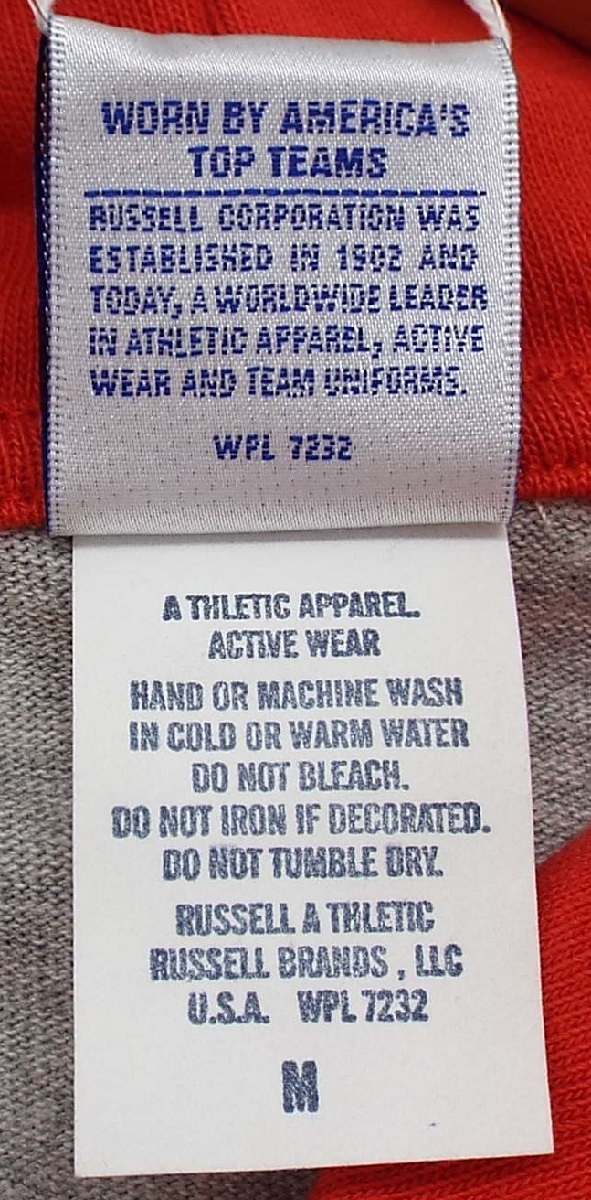 WORN BY AMERICA'S
TOP TEAMS
RUSSELL CORPORATION WAS
ESTABLISHED IN 1902 AND
TODAY, A WORLDWIDE LEADER
IN ATHLETIC APPAREL, ACTIVE
WEAR AND TEAM UNIFORMS.
WPL 7232
A THLETIC APPAREL.
ACTIVE WEAR
HAND OR MACHINE WASH
IN COLD OR WARM WATER
DO NOT BLEACH.
DO NOT IRON IF DECORATED.
DO NOT TUMBLE DRY.
RUSSELL A THLETIC
RUSSELL BRANDS , LLC
U.S.A. WPL 7232
M